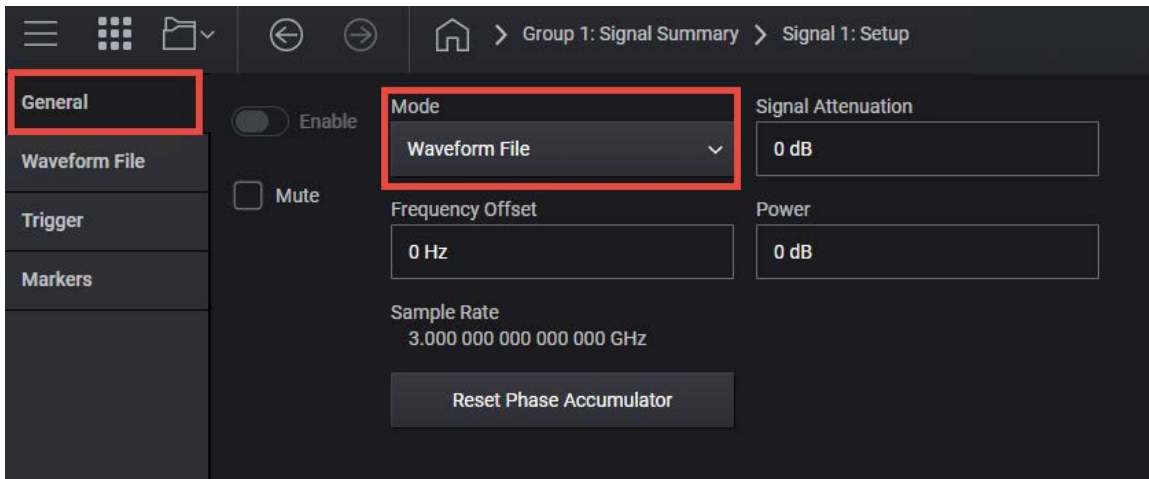 Group 1: Signal Summary > Signal 1: Setup
General
Waveform File
Trigger
Markers
Enable
Mute
Mode
Waveform File
Signal Attenuation
0 dB
Frequency Offset
0 Hz
Power
0 dB
Sample Rate
3.000 000 000 000 000 GHz
Reset Phase Accumulator